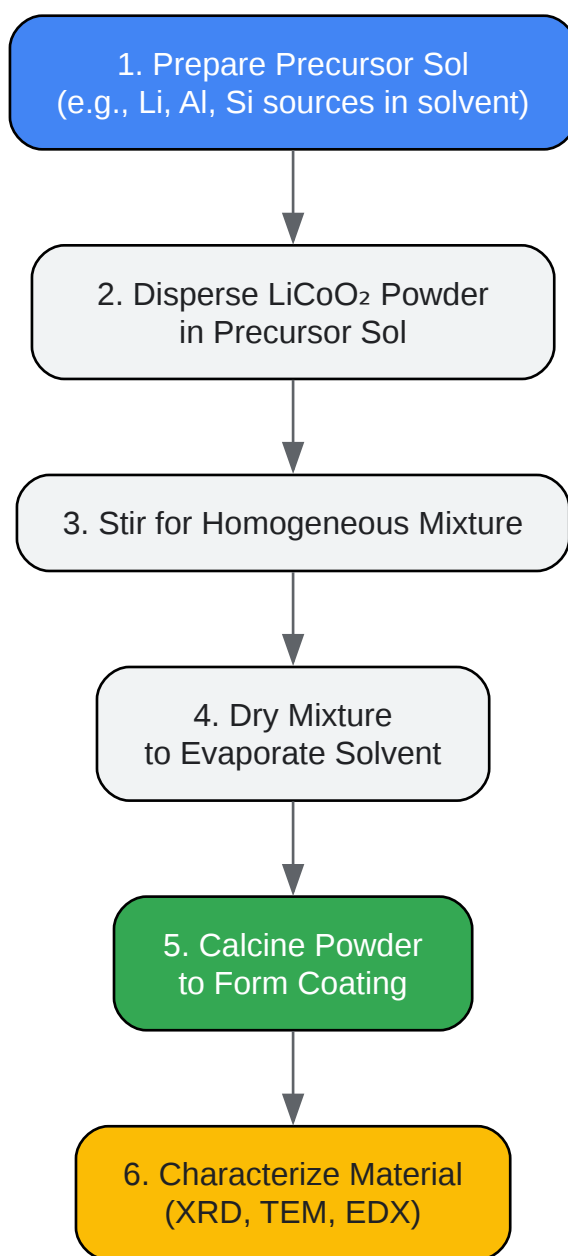 1. Prepare Precursor Sol
(e.g., Li, Al, Si sources in solvent)
2. Disperse LiCoO₂ Powder
in Precursor Sol
3. Stir for Homogeneous Mixture
4. Dry Mixture
to Evaporate Solvent
5. Calcine Powder
to Form Coating
6. Characterize Material
(XRD, TEM, EDX)